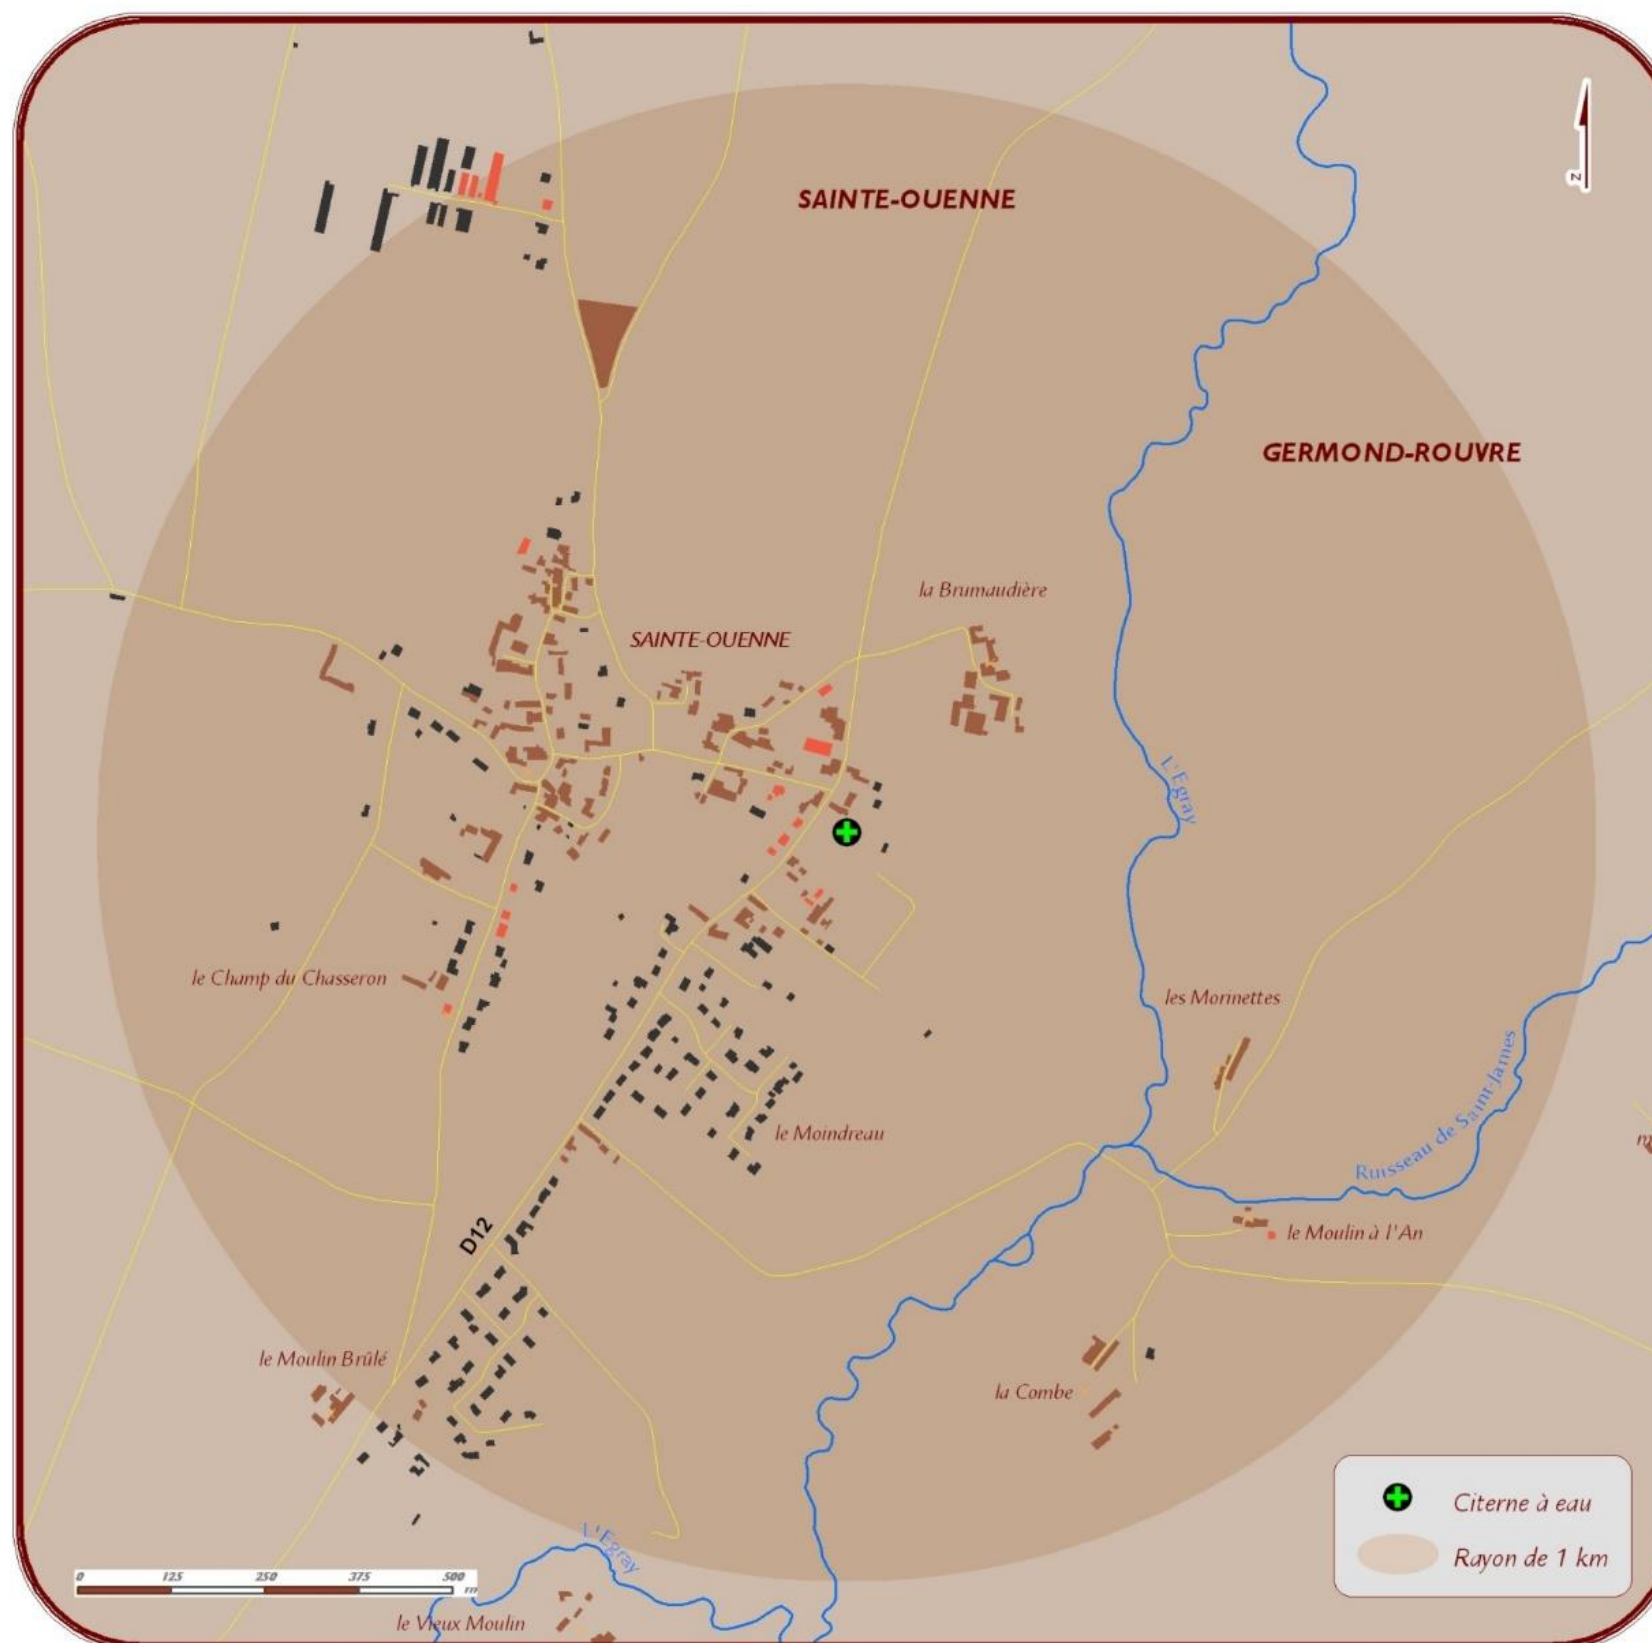 N
SAINTE-OUENNE
GERMOND-ROUVRE
la Brumaudière
SAINTE-OUENNE
L'Egray
le Champ du Chasseron
les Morinettes
Ruisseau de Saint-James
le Moindreau
D12
le Moulin à l'An
le Moulin Brûlé
la Combe
Citerne à eau
Rayon de 1 km
L'Egray
0 125 250 375 500
m
le Vieux Moulin